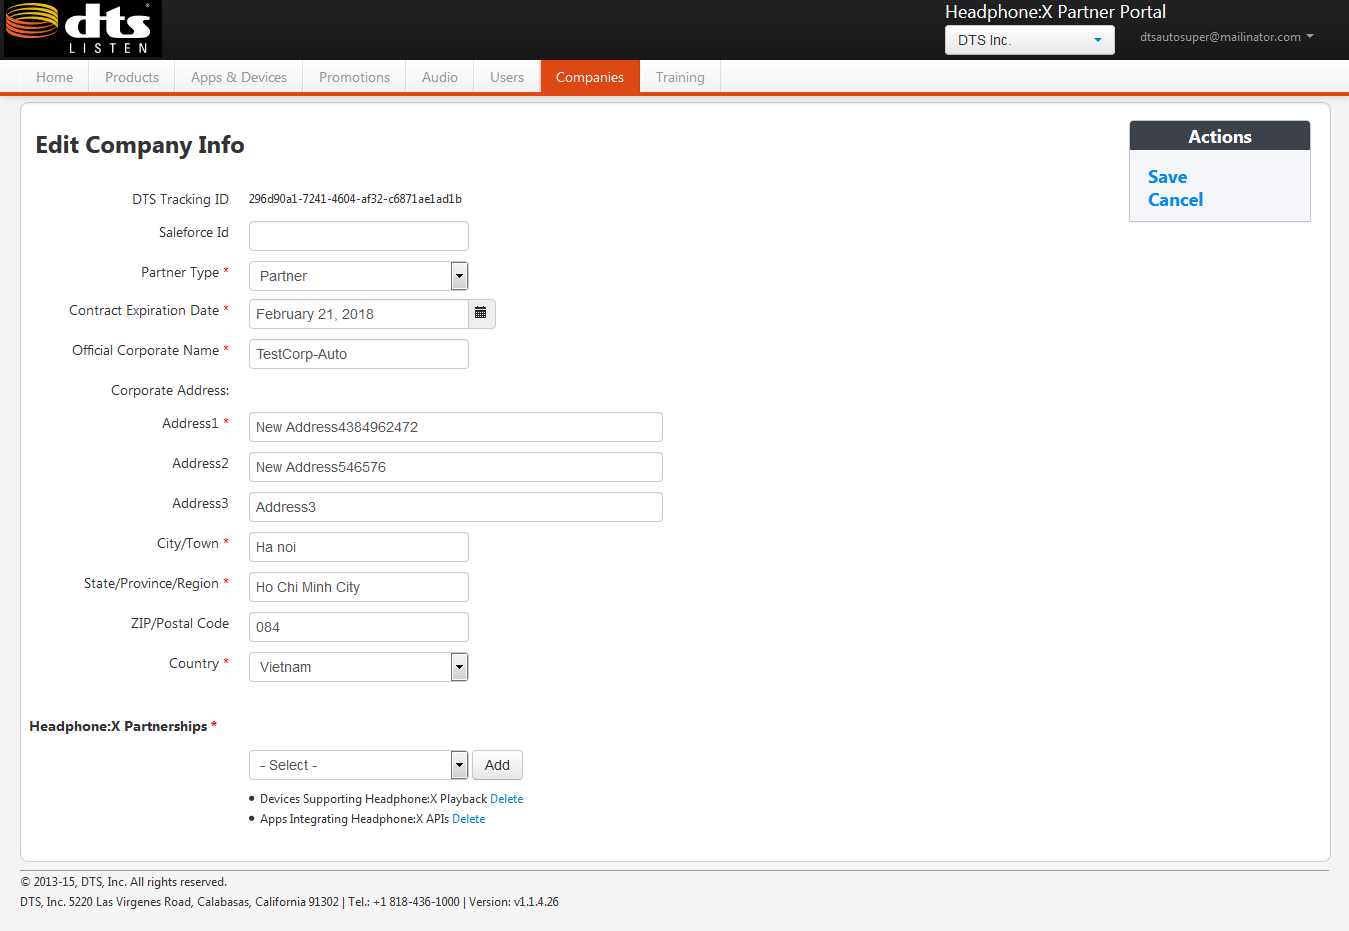 dts
LISTEN
Headphone:X Partner Portal
DTS Inc.
dtsautosuper@mailinator.com
Home Products Apps & Devices Promotions Audio Users Companies Training
Edit Company Info
Actions
Save
Cancel
DTS Tracking ID 296d90a1-7241-4604-af32-c6871ae1ad1b
Saleforce Id
Partner Type * Partner
Contract Expiration Date * February 21, 2018
Official Corporate Name * TestCorp-Auto
Corporate Address:
Address1 * New Address4384962472
Address2 New Address546576
Address3 Address3
City/Town * Ha noi
State/Province/Region * Ho Chi Minh City
ZIP/Postal Code 084
Country * Vietnam
Headphone:X Partnerships *
- Select - Add
• Devices Supporting Headphone:X Playback Delete
• Apps Integrating Headphone:X APIs Delete
© 2013-15, DTS, Inc. All rights reserved.
DTS, Inc. 5220 Las Virgenes Road, Calabasas, California 91302 | Tel.: +1 818-436-1000 | Version: v1.1.4.26